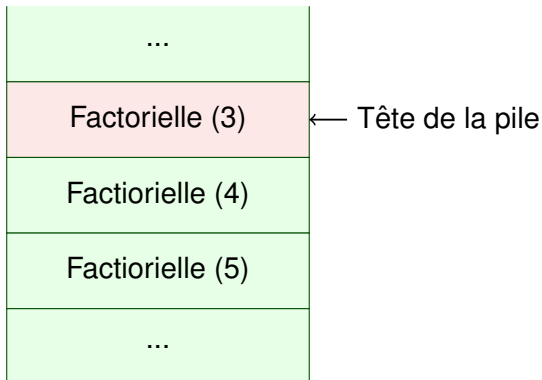 ...
Factorielle (3)
Tête de la pile
Factiorielle (4)
Factiorielle (5)
...